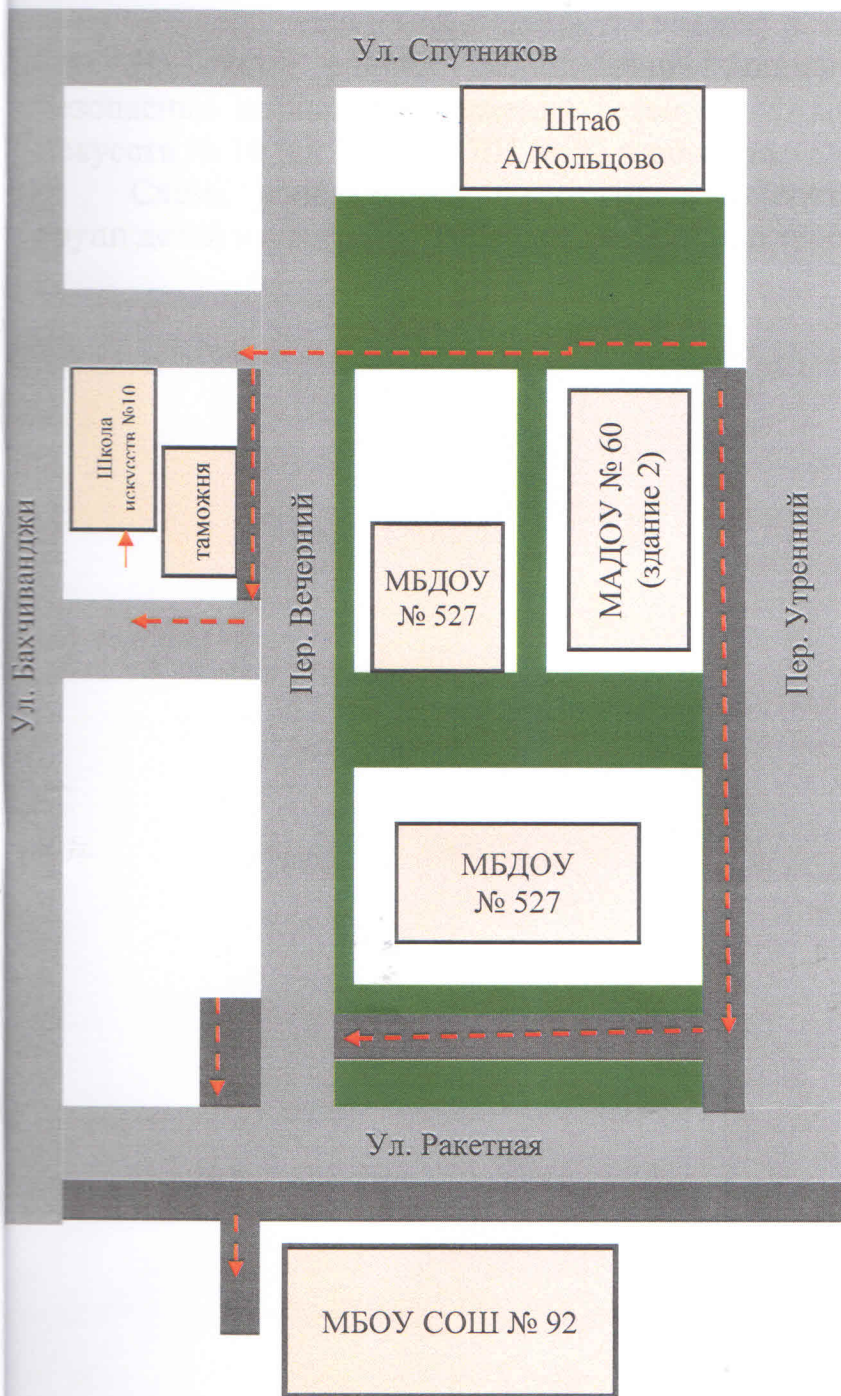 Ул. Спутников
Штаб
А/Кольцово
Школа
искусств №10
таможня
Ул. Бахчиванджи
Пер. Вечерний
МБДОУ
№ 527
МАДОУ № 60
(здание 2)
Пер. Утренний
МБДОУ
№ 527
Ул. Ракетная
МБОУ СОШ № 92